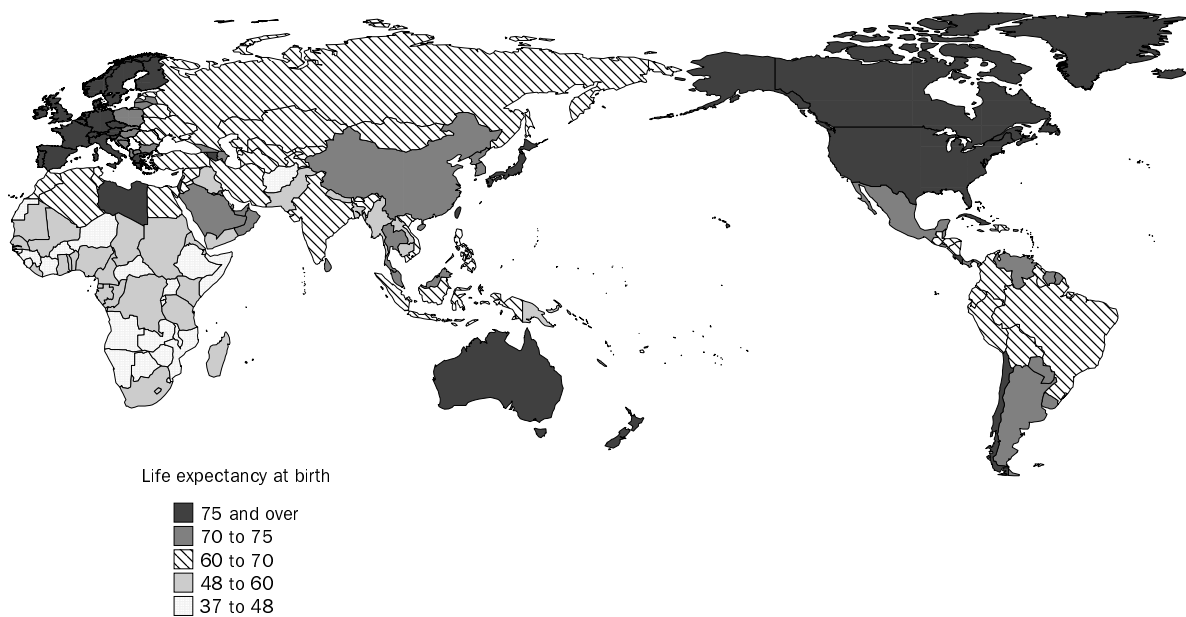 Life expectancy at birth
75 and over
70 to 75
60 to 70
48 to 60
37 to 48